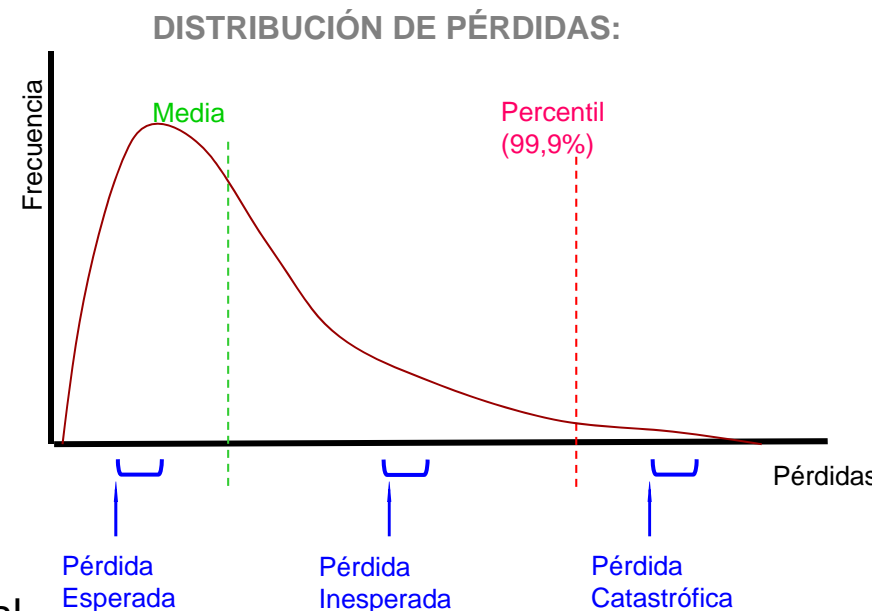 DISTRIBUCIÓN DE PÉRDIDAS:
Frecuencia
Media
Percentil
(99,9%)
Pérdidas
Pérdida
Esperada
Pérdida
Inesperada
Pérdida
Catastrófica